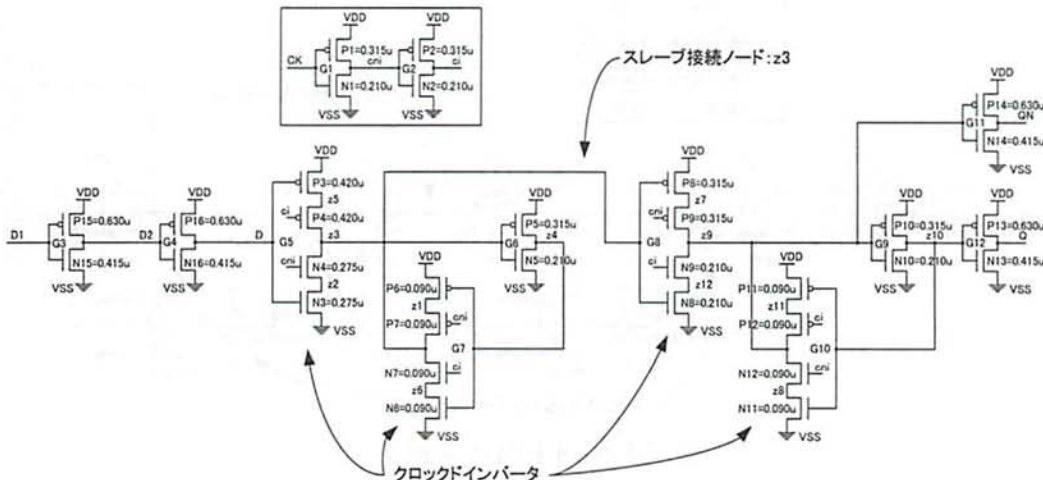 VDD
VDD
P1=0.315u
P2=0.315u
CK
G1
cni
G2
ci
N1=0.210u
N2=0.210u
VSS
VSS
スレーブ接続ノード:z3
VDD
P14=0.630u
G11
QN
N14=0.415u
VSS
VDD
P15=0.630u
D1
G3
N15=0.415u
VSS
VDD
P16=0.630u
D2
G4
N16=0.415u
VSS
VDD
P3=0.420u
z5
ci
P4=0.420u
D
G5
z3
cni
N4=0.275u
z2
N3=0.275u
VSS
VDD
P5=0.315u
G6
z4
N5=0.210u
VSS
VDD
P6=0.090u
z1
P7=0.090u
cni
G7
N7=0.090u
ci
z6
N6=0.090u
VSS
VDD
P8=0.315u
z7
cni
P9=0.315u
G8
z9
ci
N9=0.210u
z12
N8=0.210u
VSS
VDD
P10=0.315u
G9
z10
N10=0.210u
VSS
VDD
P13=0.630u
G12
Q
N13=0.415u
VSS
VDD
P11=0.090u
z11
P12=0.090u
ci
G10
N12=0.090u
cni
z8
N11=0.090u
VSS
クロックドインバータ